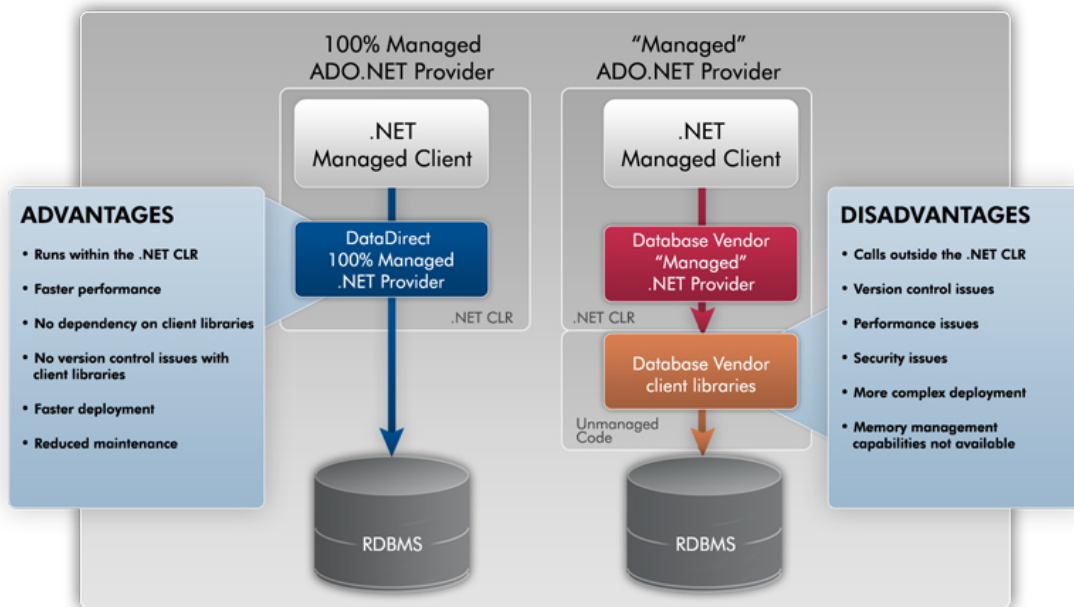 100% Managed
ADO.NET Provider
.NET
Managed Client
DataDirect
100% Managed
.NET Provider
.NET CLR
RDBMS
“Managed”
ADO.NET Provider
.NET
Managed Client
Database Vendor
“Managed”
.NET Provider
.NET CLR
Database Vendor
client libraries
Unmanaged
Code
RDBMS
ADVANTAGES
• Runs within the .NET CLR
• Faster performance
• No dependency on client libraries
• No version control issues with
client libraries
• Faster deployment
• Reduced maintenance
DISADVANTAGES
• Calls outside the .NET CLR
• Version control issues
• Performance issues
• Security issues
• More complex deployment
• Memory management
capabilities not available